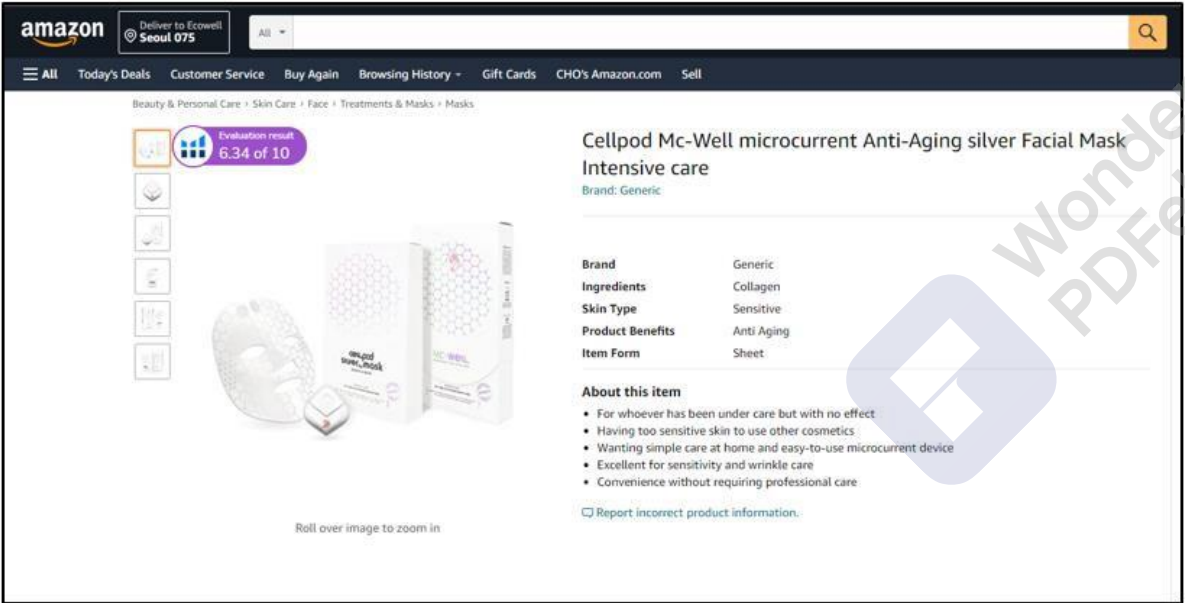 amazon
Deliver to Ecowell
Seoul 075
All
All
Today's Deals
Customer Service
Buy Again
Browsing History
Gift Cards
CHO's Amazon.com
Sell
Beauty & Personal Care › Skin Care › Face › Treatments & Masks › Masks
Evaluation result
6.34 of 10
Cellpod Mc-Well microcurrent Anti-Aging silver Facial Mask
Intensive care
Brand: Generic
Brand Generic
Ingredients Collagen
Skin Type Sensitive
Product Benefits Anti Aging
Item Form Sheet
About this item
• For whoever has been under care but with no effect
• Having too sensitive skin to use other cosmetics
• Wanting simple care at home and easy-to-use microcurrent device
• Excellent for sensitivity and wrinkle care
• Convenience without requiring professional care
Report incorrect product information.
cellpod
silver mask
MC-WELL
Roll over image to zoom in